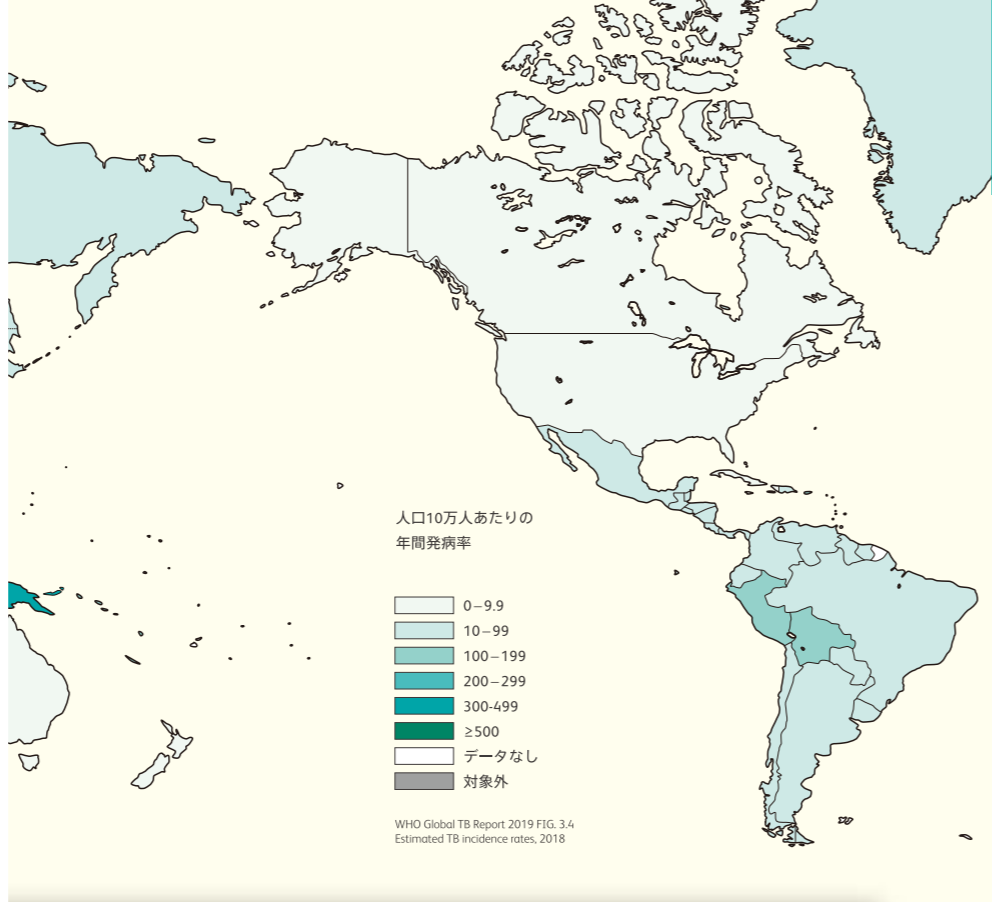 人口10万人あたりの
年間発病率
0–9.9
10–99
100–199
200–299
300-499
≥500
データなし
対象外
WHO Global TB Report 2019 FIG. 3.4
Estimated TB incidence rates, 2018